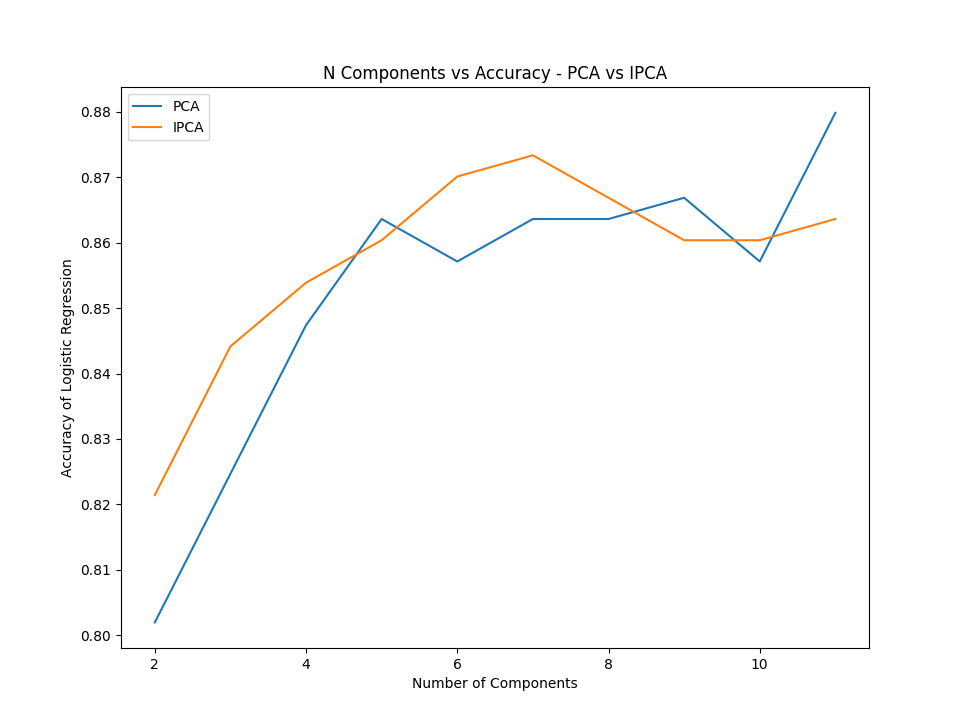 N Components vs Accuracy - PCA vs IPCA
PCA
IPCA
0.88
0.87
0.86
0.85
0.84
0.83
0.82
0.81
0.80
Accuracy of Logistic Regression
2
4
6
8
10
Number of Components